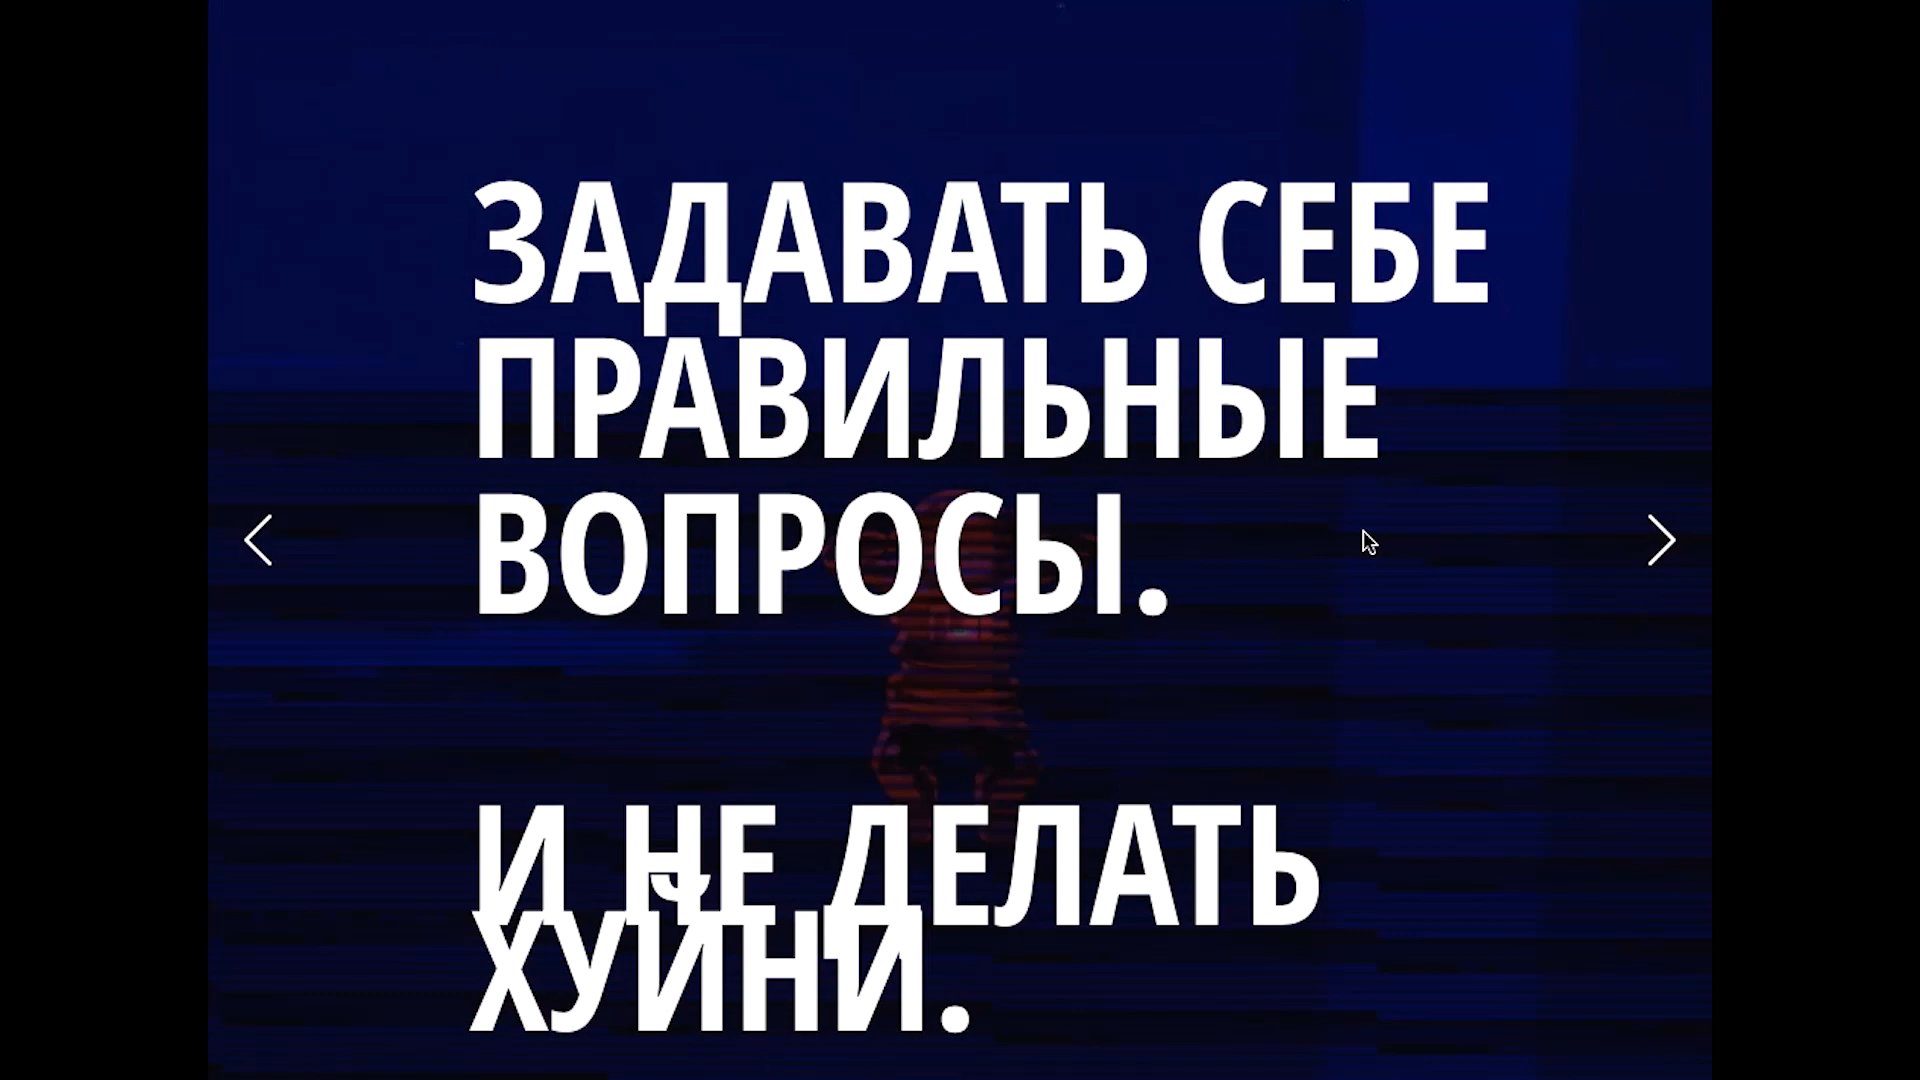 ЗАДАВАТЬ СЕБЕ
ПРАВИЛЬНЫЕ
ВОПРОСЫ.
И НЕ ДЕЛАТЬ
ХУЙНИ.